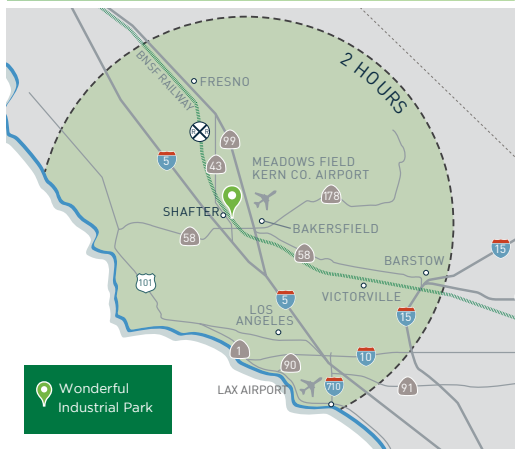 2 HOURS
BNSF RAILWAY
FRESNO
R R
99
5
43
MEADOWS FIELD
KERN CO. AIRPORT
178
SHAFTER
58
BAKERSFIELD
58
15
BARSTOW
101
VICTORVILLE
5
LOS
ANGELES
15
1
90
10
LAX AIRPORT
710
91
Wonderful
Industrial Park